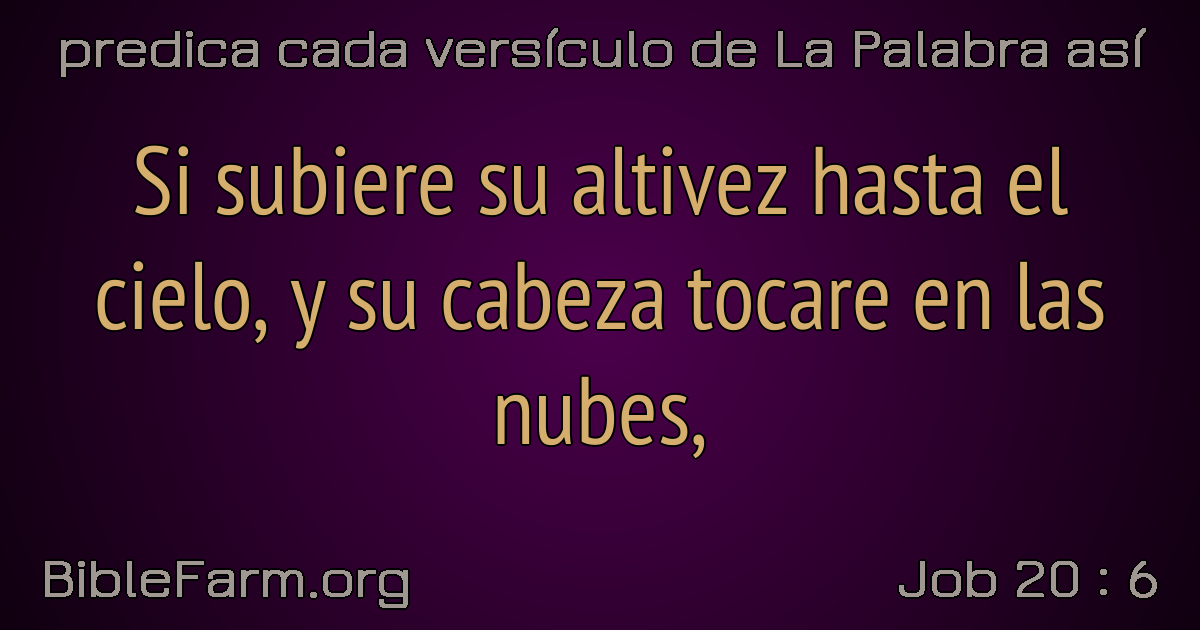 predica cada versículo de La Palabra así
Si subiere su altivez hasta el
cielo, y su cabeza tocare en las
nubes,
BibleFarm.org
Job 20 : 6